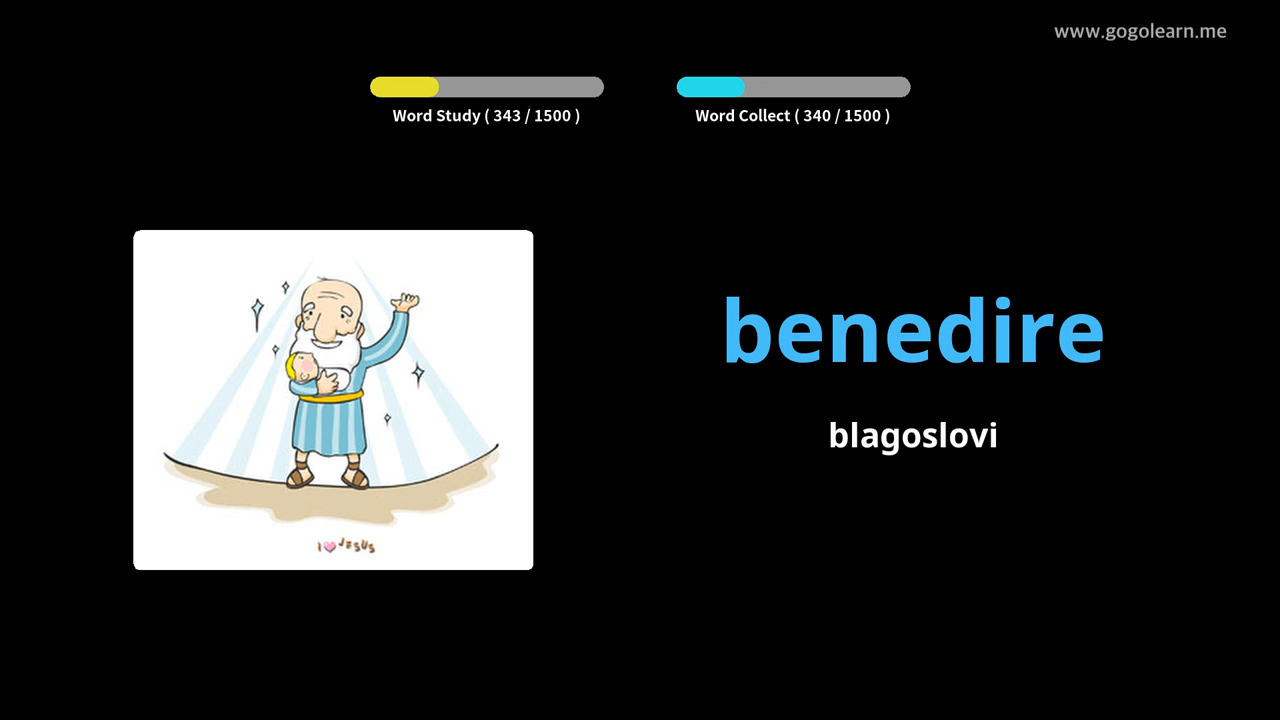 www.gogolearn.me
Word Study ( 343 / 1500 )
Word Collect ( 340 / 1500 )
benedire
blagoslovi
I JESUS